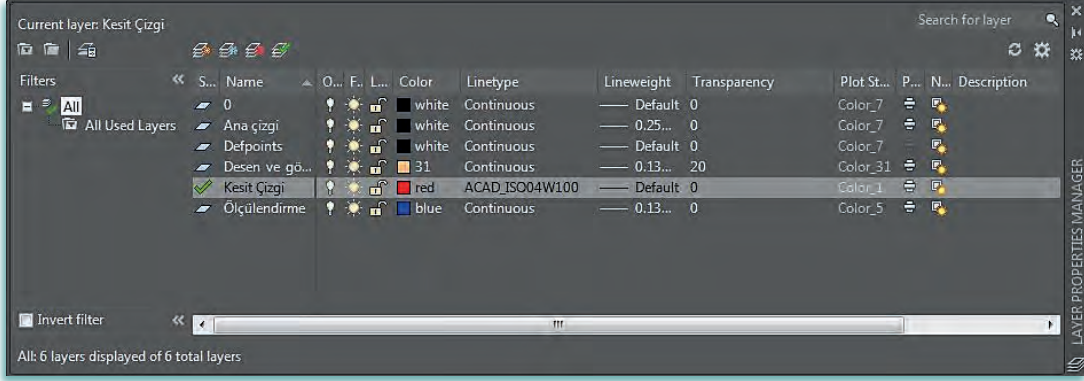 Current layer: Kesit Çizgi
Search for layer
Filters
S... Name O... F.. L... Color Linetype Lineweight Transparency Plot St... P... N... Description
All
All Used Layers
0 white Continuous Default 0 Color_7
Ana çizgi white Continuous 0.25... 0 Color_7
Defpoints white Continuous Default 0 Color_7
Desen ve gö... 31 Continuous 0.13... 20 Color_31
Kesit Çizgi red ACAD_ISO04W100 Default 0 Color_1
Ölçülendirme blue Continuous 0.13... 0 Color_5
Invert filter
All: 6 layers displayed of 6 total layers
LAYER PROPERTIES MANAGER